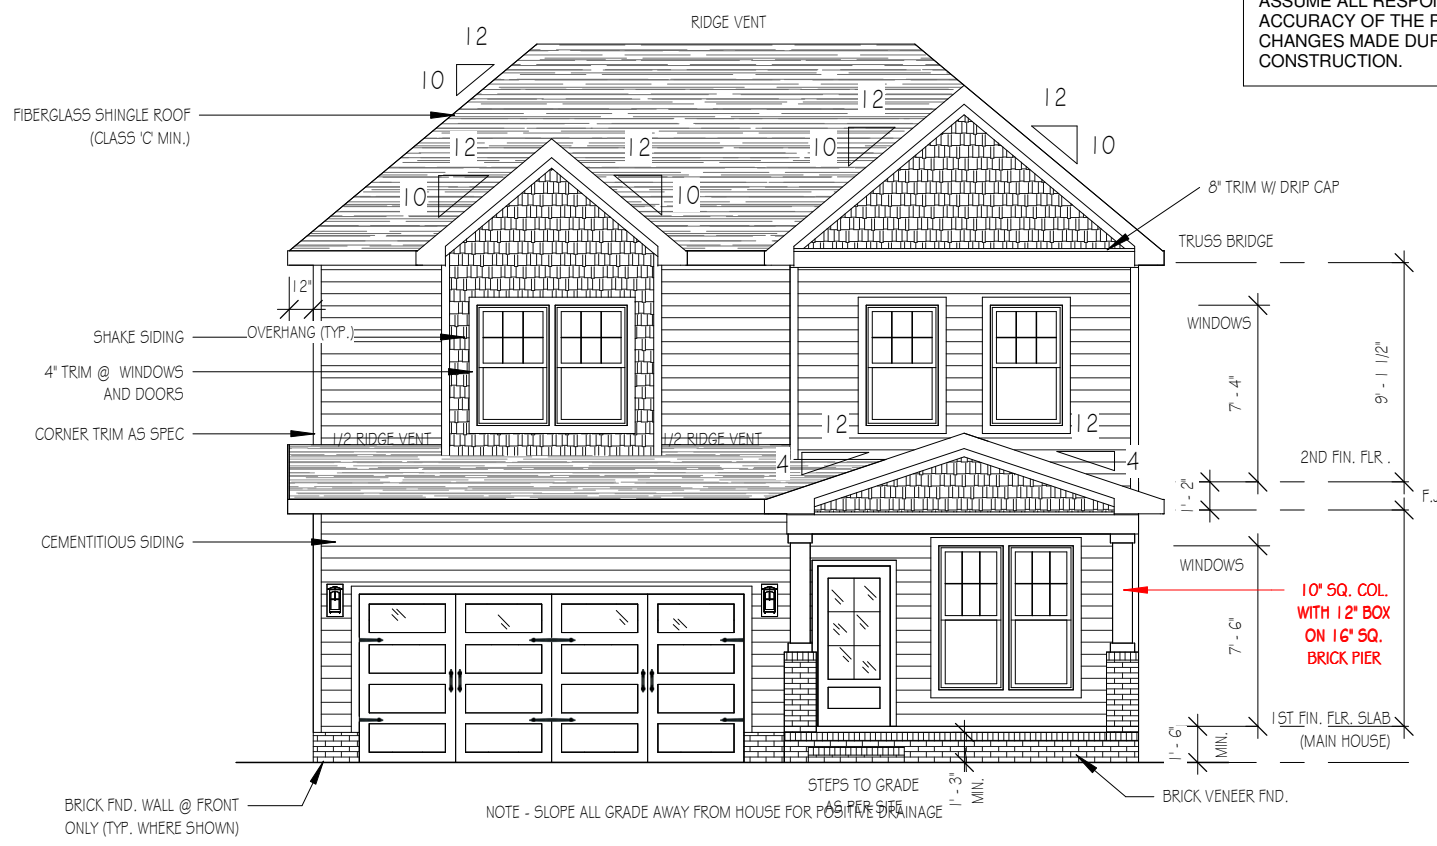 ASSUME ALL RESPON
ACCURACY OF THE
CHANGES MADE DUR
CONSTRUCTION.
RIDGE VENT
12
10
FIBERGLASS SHINGLE ROOF
(CLASS 'C' MIN.)
12
10
12
10
12
10
12
10
8" TRIM W/ DRIP CAP
TRUSS BRIDGE
12"
OVERHANG (TYP.)
SHAKE SIDING
4" TRIM @ WINDOWS
AND DOORS
CORNER TRIM AS SPEC
1/2 RIDGE VENT
1/2 RIDGE VENT
12
4
12
4
WINDOWS
7' - 4"
9' - 1 1/2"
2ND FIN. FLR .
1' - 2"
F.J
CEMENTITIOUS SIDING
WINDOWS
7' - 6"
10" SQ. COL.
WITH 12" BOX
ON 16" SQ.
BRICK PIER
1ST FIN. FLR. SLAB
(MAIN HOUSE)
1' - 6"
MIN.
STEPS TO GRADE
AS PER SITE
1' - 3"
MIN.
BRICK VENEER FND.
BRICK FND. WALL @ FRONT
ONLY (TYP. WHERE SHOWN)
NOTE - SLOPE ALL GRADE AWAY FROM HOUSE FOR POSITIVE DRAINAGE